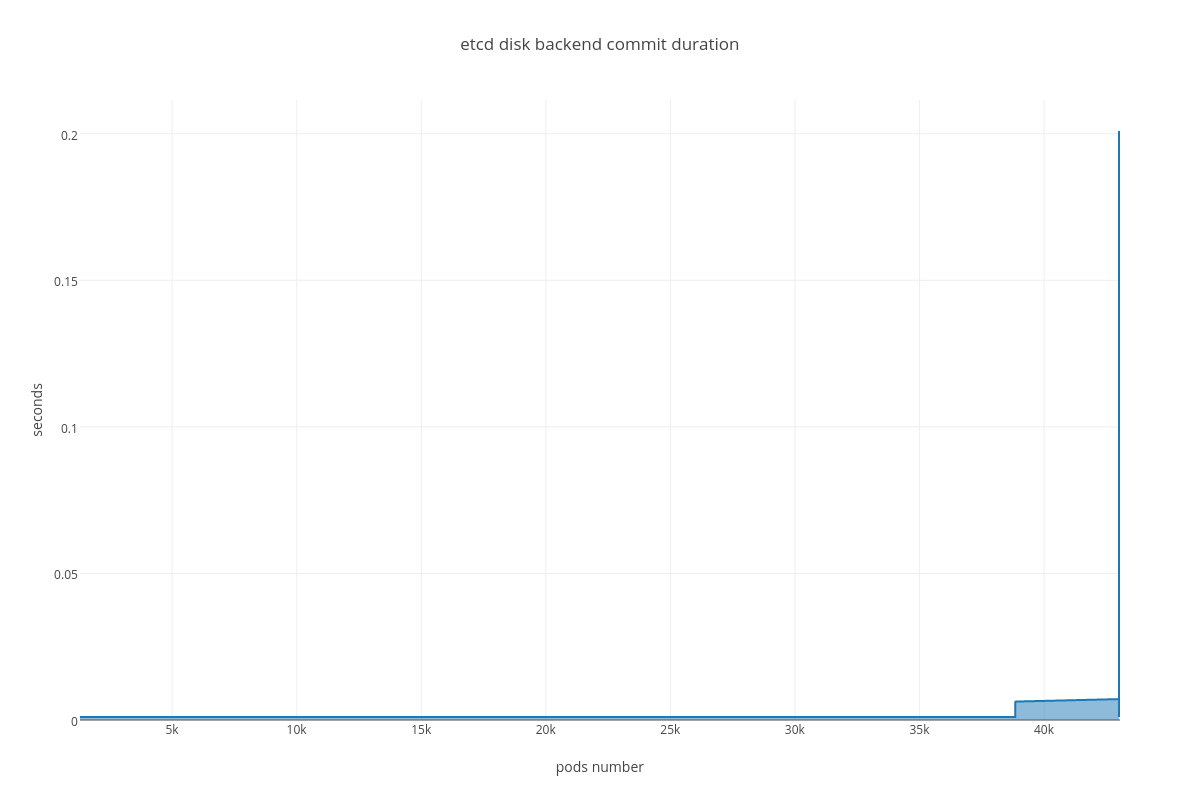 etcd disk backend commit duration
0.2
0.15
0.1
0.05
0
seconds
5k
10k
15k
20k
25k
30k
35k
40k
pods number